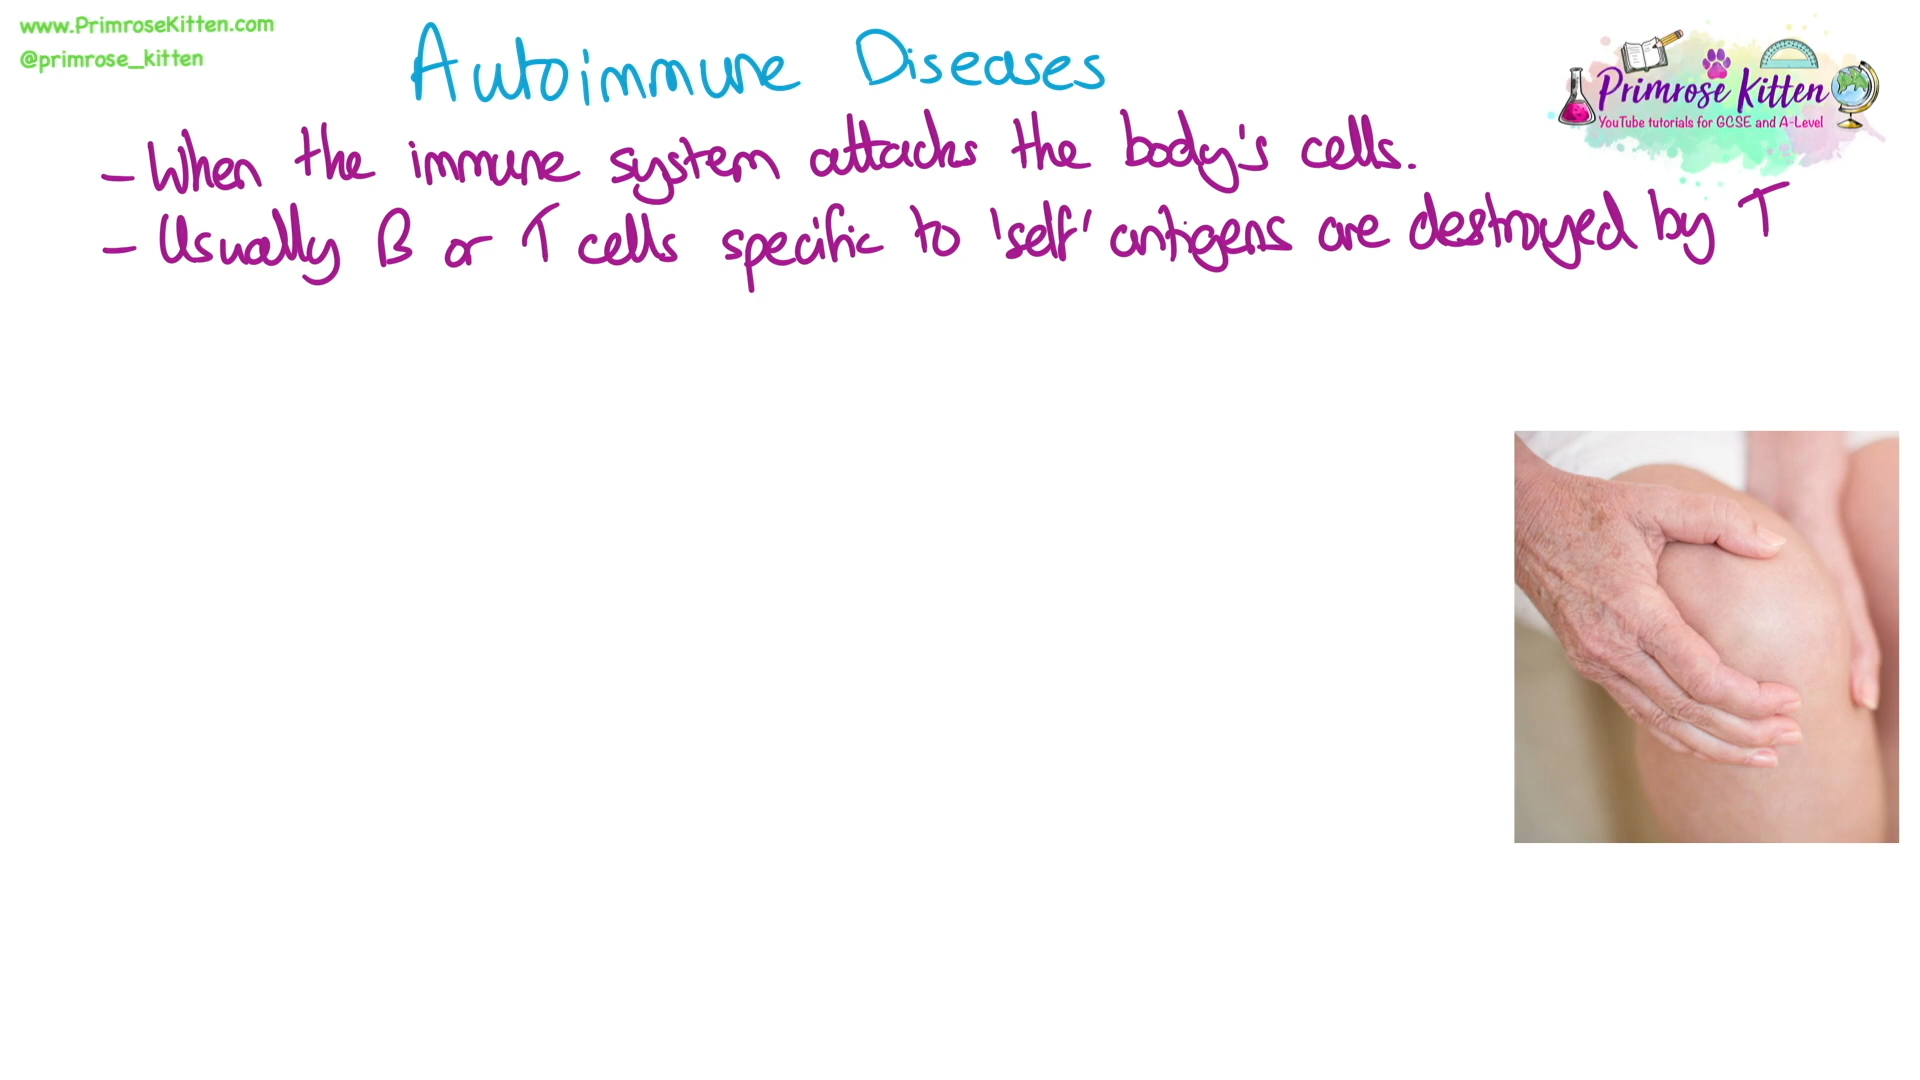 www.PrimroseKitten.com
@primrose_kitten
Autoimmune Diseases
Primrose Kitten
YouTube tutorials for GCSE and A-Level
- When the immune system attacks the body's cells.
- Usually B or T cells specific to 'self' antigens are destroyed by T